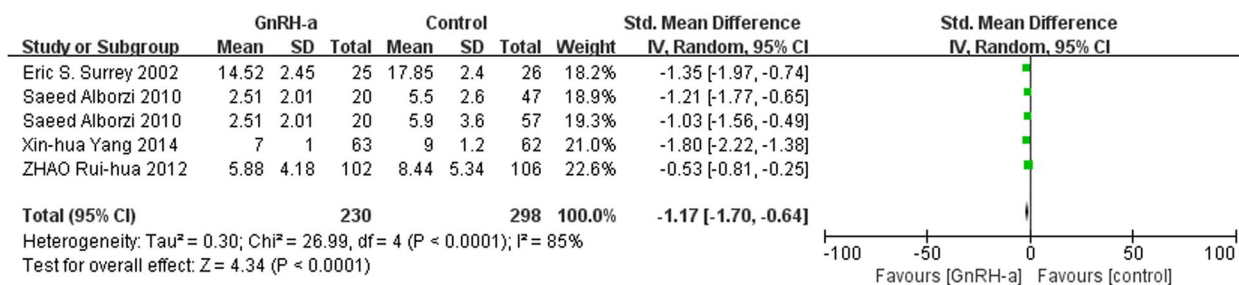 GnRH-a Control Std. Mean Difference Std. Mean Difference
Study or Subgroup Mean SD Total Mean SD Total Weight IV, Random, 95% CI IV, Random, 95% CI
Eric S. Surrey 2002 14.52 2.45 25 17.85 2.4 26 18.2% -1.35 [-1.97, -0.74]
Saeed Alborzi 2010 2.51 2.01 20 5.5 2.6 47 18.9% -1.21 [-1.77, -0.65]
Saeed Alborzi 2010 2.51 2.01 20 5.9 3.6 57 19.3% -1.03 [-1.56, -0.49]
Xin-hua Yang 2014 7 1 63 9 1.2 62 21.0% -1.80 [-2.22, -1.38]
ZHAO Rui-hua 2012 5.88 4.18 102 8.44 5.34 106 22.6% -0.53 [-0.81, -0.25]
Total (95% CI) 230 298 100.0% -1.17 [-1.70, -0.64]
Heterogeneity: Tau² = 0.30; Chi² = 26.99, df = 4 (P < 0.0001); I² = 85%
Test for overall effect: Z = 4.34 (P < 0.0001)
-100 -50 0 50 100
Favours [GnRH-a] Favours [control]